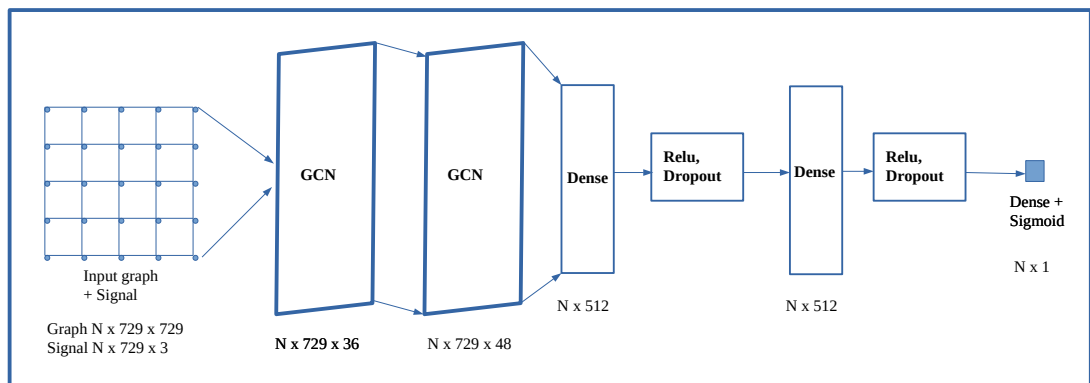 Input graph
+ Signal
Graph N x 729 x 729
Signal N x 729 x 3
GCN
N x 729 x 36
GCN
N x 729 x 48
Dense
N x 512
Relu,
Dropout
Dense
N x 512
Relu,
Dropout
Dense +
Sigmoid
N x 1